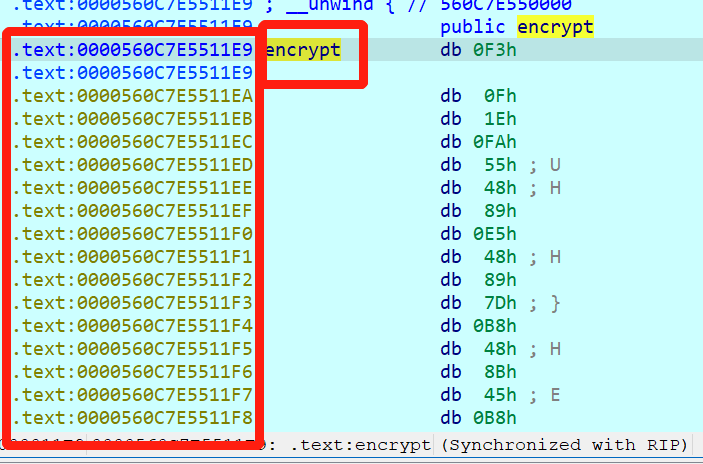 .text:0000560C7E5511E9 ; __unwind { // 560C7E550000
.text:0000560C7E5511E9 public encrypt
.text:0000560C7E5511E9 encrypt db 0F3h
.text:0000560C7E5511E9
.text:0000560C7E5511EA db 0Fh
.text:0000560C7E5511EB db 1Eh
.text:0000560C7E5511EC db 0FAh
.text:0000560C7E5511ED db 55h ; U
.text:0000560C7E5511EE db 48h ; H
.text:0000560C7E5511EF db 89h
.text:0000560C7E5511F0 db 0E5h
.text:0000560C7E5511F1 db 48h ; H
.text:0000560C7E5511F2 db 89h
.text:0000560C7E5511F3 db 7Dh ; }
.text:0000560C7E5511F4 db 0B8h
.text:0000560C7E5511F5 db 48h ; H
.text:0000560C7E5511F6 db 8Bh
.text:0000560C7E5511F7 db 45h ; E
.text:0000560C7E5511F8 db 0B8h
.text:encrypt (Synchronized with RIP)